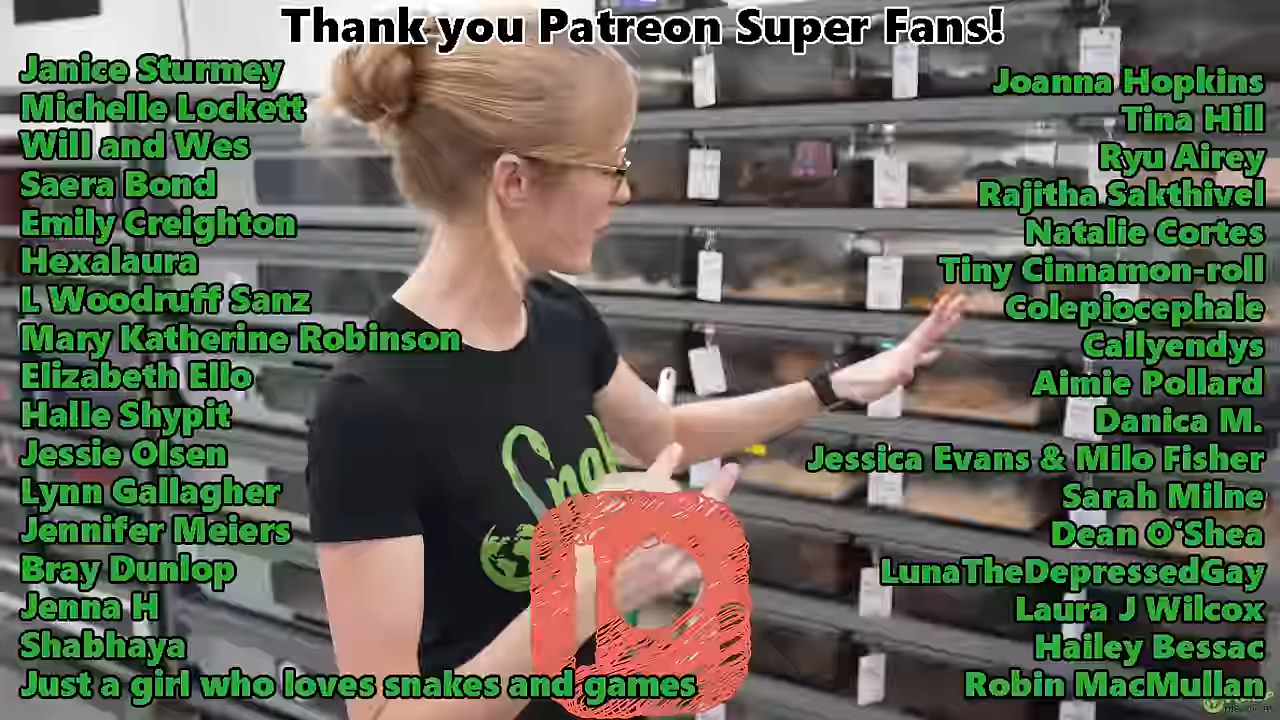 Thank you Patreon Super Fans!
Janice Sturmey
Michelle Lockett
Will and Wes
Saera Bond
Emily Creighton
Hexalaura
L Woodruff Sanz
Mary Katherine Robinson
Elizabeth Ello
Halle Shypit
Jessie Olsen
Lynn Gallagher
Jennifer Meiers
Bray Dunlop
Jenna H
Shabhaya
Just a girl who loves snakes and games
Joanna Hopkins
Tina Hill
Ryu Airey
Rajitha Sakthivel
Natalie Cortes
Tiny Cinnamon-roll
Colepiocephale
Callyendys
Aimie Pollard
Danica M.
Jessica Evans & Milo Fisher
Sarah Milne
Dean O'Shea
LunaTheDepressedGay
Laura J Wilcox
Hailey Bessac
Robin MacMullan